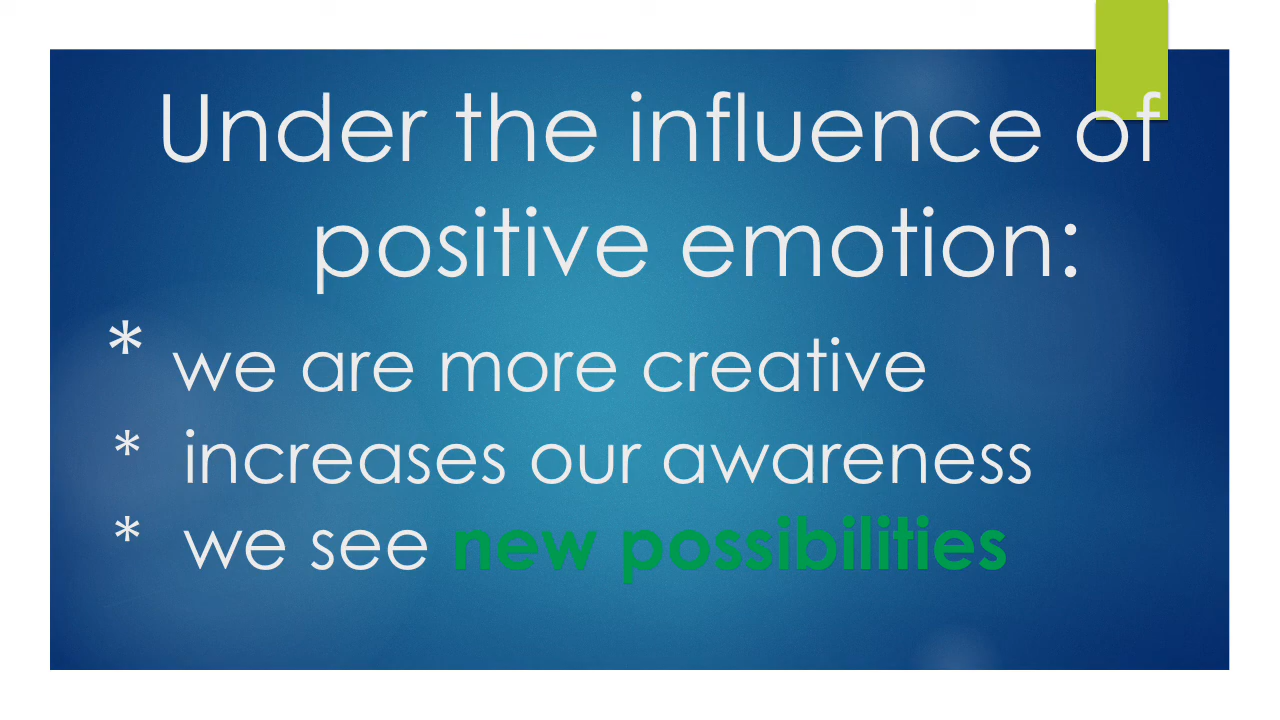 Under the influence of
positive emotion:
* we are more creative
* increases our awareness
* we see new possibilities